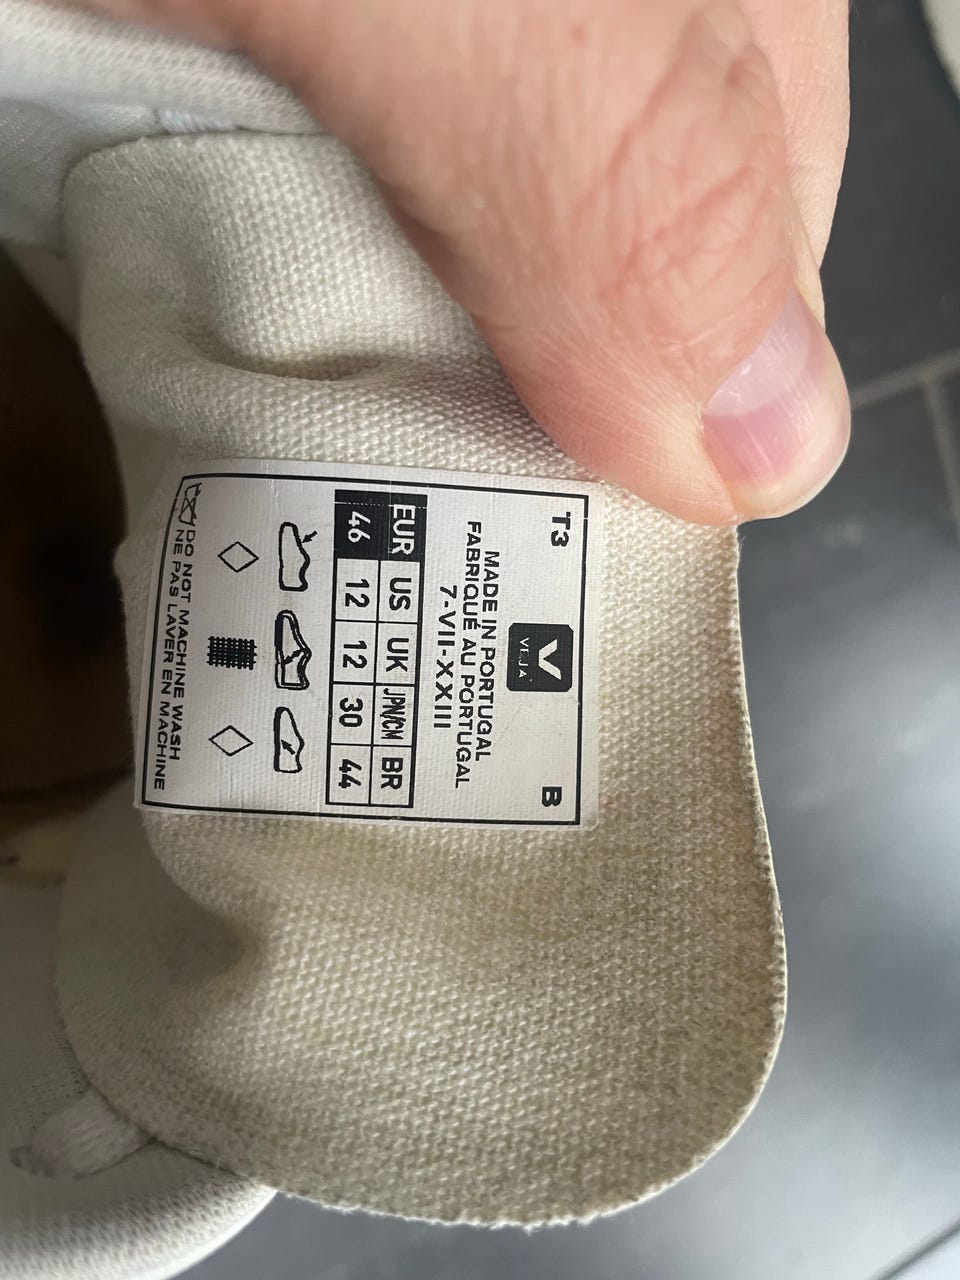 T3 B
V
VEJA
MADE IN PORTUGAL
FABRIQUÉ AU PORTUGAL
7-VII-XXIII
EUR US UK JPN/CM BR
46 12 12 30 44
DO NOT MACHINE WASH
NE PAS LAVER EN MACHINE